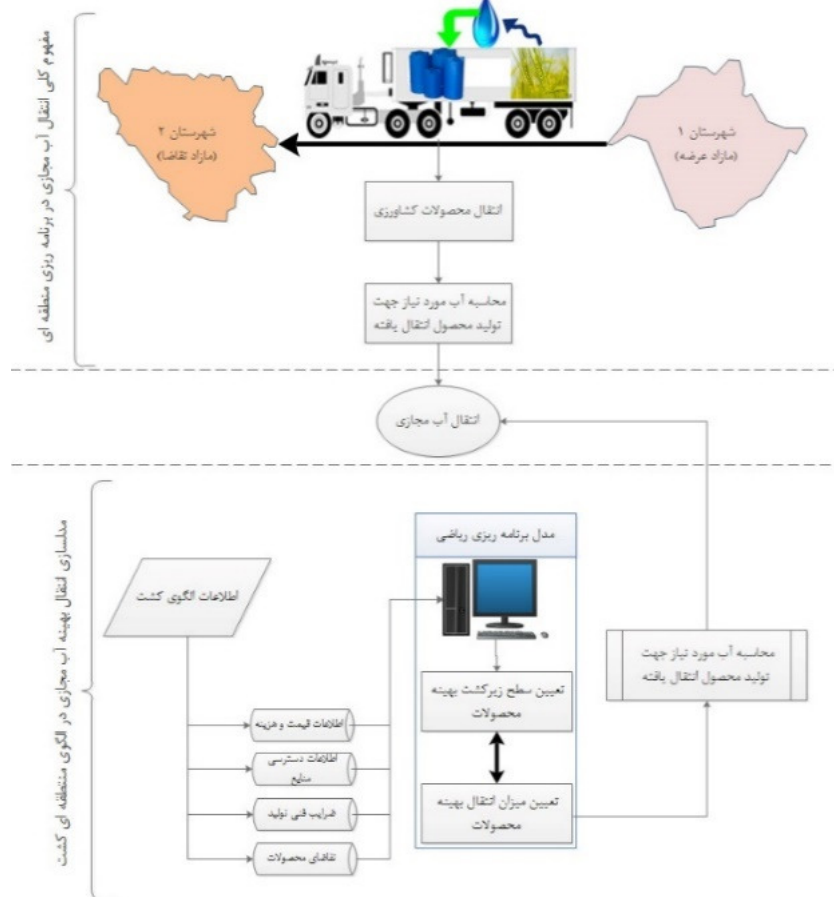 مفهوم کلی انتقال آب مجازی در برنامه ریزی منطقه ای
شهرستان ۱
(مازاد عرضه)
شهرستان ۲
(مازاد تقاضا)
انتقال محصولات کشاورزی
محاسبه آب مورد نیاز جهت
تولید محصول انتقال یافته
انتقال آب مجازی
مدلسازی انتقال بهینه آب مجازی در الگوی منتطقه ای کشت
اطلاعات الگوی کشت
اطلاعات قیمت و هزینه
اطلاعات دسترسی
منابع
ضرایب فنی تولید
تقاضای محصولات
مدل برنامه ریزی ریاضی
تعیین سطح زیرکشت بهینه
محصولات
تعیین میزان انتقال بهینه
محصولات
محاسبه آب مورد نیاز جهت
تولید محصول انتقال یافته